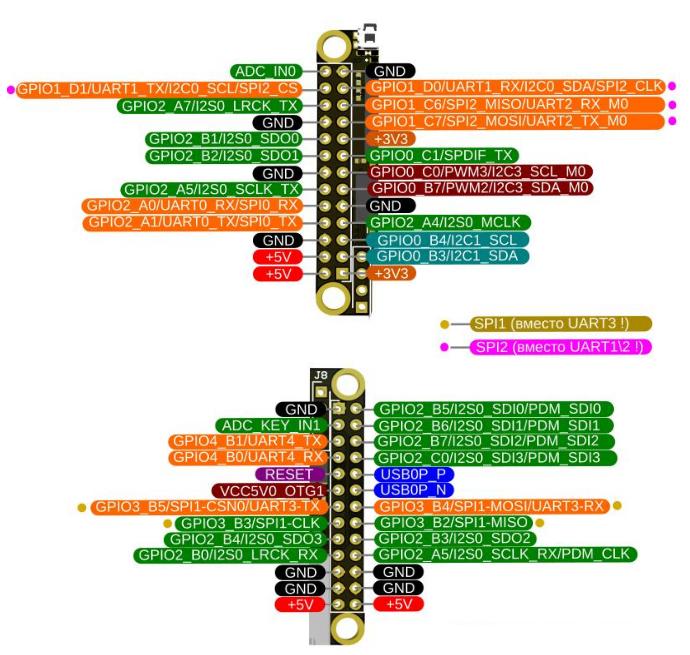 ADC_IN0 GND
GPIO1_D1/UART1_TX/I2C0_SCL/SPI2_CS GPIO1_D0/UART1_RX/I2C0_SDA/SPI2_CLK
GPIO2_A7/I2S0_LRCK_TX GPIO1_C6/SPI2_MISO/UART2_RX_M0
GND GPIO1_C7/SPI2_MOSI/UART2_TX_M0
GPIO2_B1/I2S0_SDO0 +3V3
GPIO2_B2/I2S0_SDO1 GPIO0_C1/SPDIF_TX
GND GPIO0_C0/PWM3/I2C3_SCL_M0
GPIO2_A5/I2S0_SCLK_TX GPIO0_B7/PWM2/I2C3_SDA_M0
GPIO2_A0/UART0_RX/SPI0_RX GND
GPIO2_A1/UART0_TX/SPI0_TX GPIO2_A4/I2S0_MCLK
GND GPIO0_B4/I2C1_SCL
+5V GPIO0_B3/I2C1_SDA
+5V +3V3
SPI1 (вместо UART3 !)
SPI2 (вместо UART1\2 !)
J8
GND GPIO2_B5/I2S0_SDI0/PDM_SDI0
ADC_KEY_IN1 GPIO2_B6/I2S0_SDI1/PDM_SDI1
GPIO4_B1/UART4_TX GPIO2_B7/I2S0_SDI2/PDM_SDI2
GPIO4_B0/UART4_RX GPIO2_C0/I2S0_SDI3/PDM_SDI3
RESET USB0P_P
VCC5V0_OTG1 USB0P_N
GPIO3_B5/SPI1-CSN0/UART3-TX GPIO3_B4/SPI1-MOSI/UART3-RX
GPIO3_B3/SPI1-CLK GPIO3_B2/SPI1-MISO
GPIO2_B4/I2S0_SDO3 GPIO2_B3/I2S0_SDO2
GPIO2_B0/I2S0_LRCK_RX GPIO2_A5/I2S0_SCLK_RX/PDM_CLK
GND GND
GND GND
+5V +5V